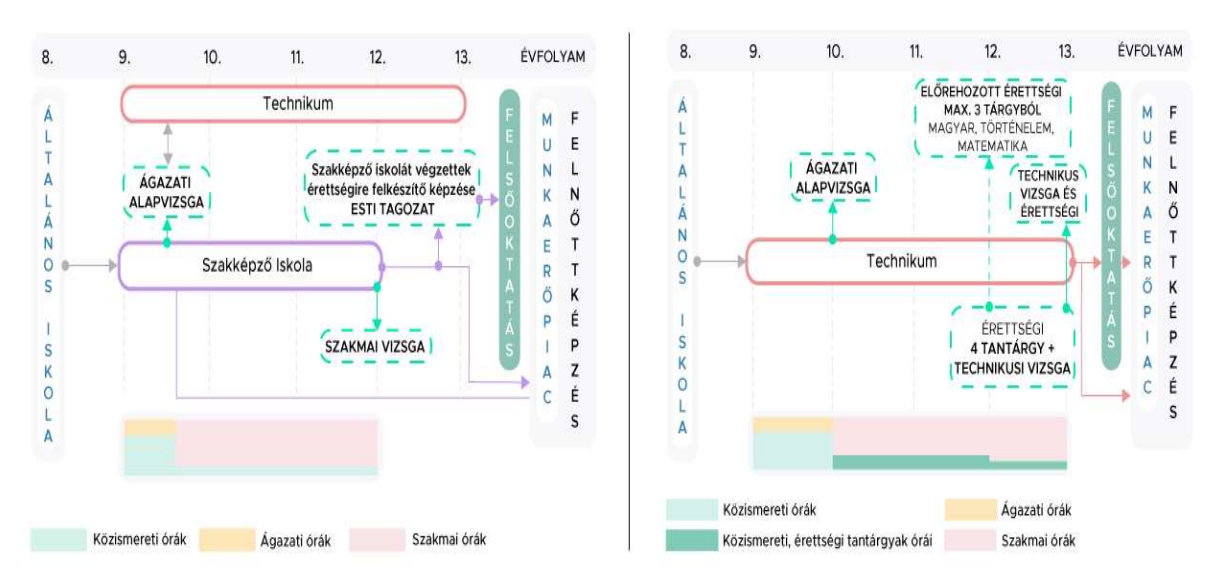 8. 9. 10. 11. 12. 13. ÉVFOLYAM
ÁLTALÁNOS ISKOLA
Technikum
ÁGAZATI
ALAPVIZSGA
Szakképző iskolát végzettek
érettségire felkészítő képzése
ESTI TAGOZAT
Szakképző Iskola
SZAKMAI VIZSGA
FELSŐOKTATÁS
MUNKAERŐPIAC
FELNŐTTKÉPZÉS
Közismereti órák
Ágazati órák
Szakmai órák
8. 9. 10. 11. 12. 13. ÉVFOLYAM
ÁLTALÁNOS ISKOLA
ELŐREHOZOTT ÉRETTSÉGI
MAX. 3 TÁRGYBÓL
MAGYAR, TÖRTÉNELEM,
MATEMATIKA
ÁGAZATI
ALAPVIZSGA
TECHNIKUS
VIZSGA ÉS
ÉRETTSÉGI
Technikum
ÉRETTSÉGI
4 TANTÁRGY +
TECHNIKUSI VIZSGA
FELSŐOKTATÁS
MUNKAERŐPIAC
FELNŐTTKÉPZÉS
Közismereti órák
Ágazati órák
Közismereti, érettségi tantárgyak órái
Szakmai órák